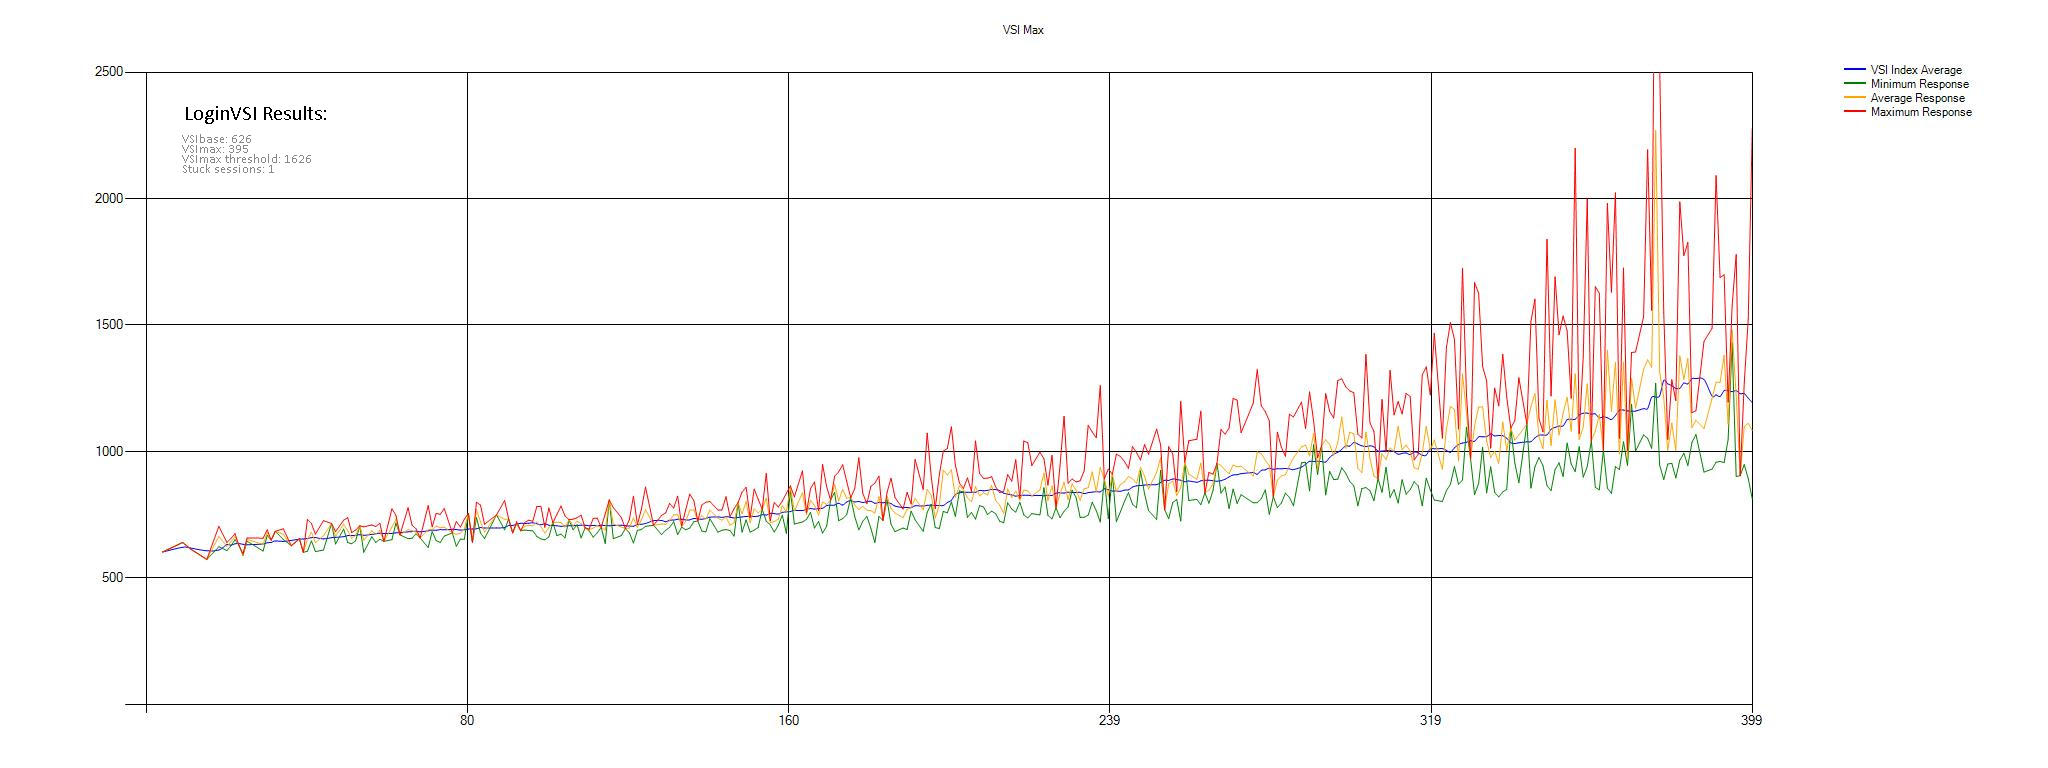 VSI Max
2500
2000
1500
1000
500
80
160
239
319
399
LoginVSI Results:
VSIbase: 626
VSImax: 395
VSImax threshold: 1626
Stuck sessions: 1
VSI Index Average
Minimum Response
Average Response
Maximum Response